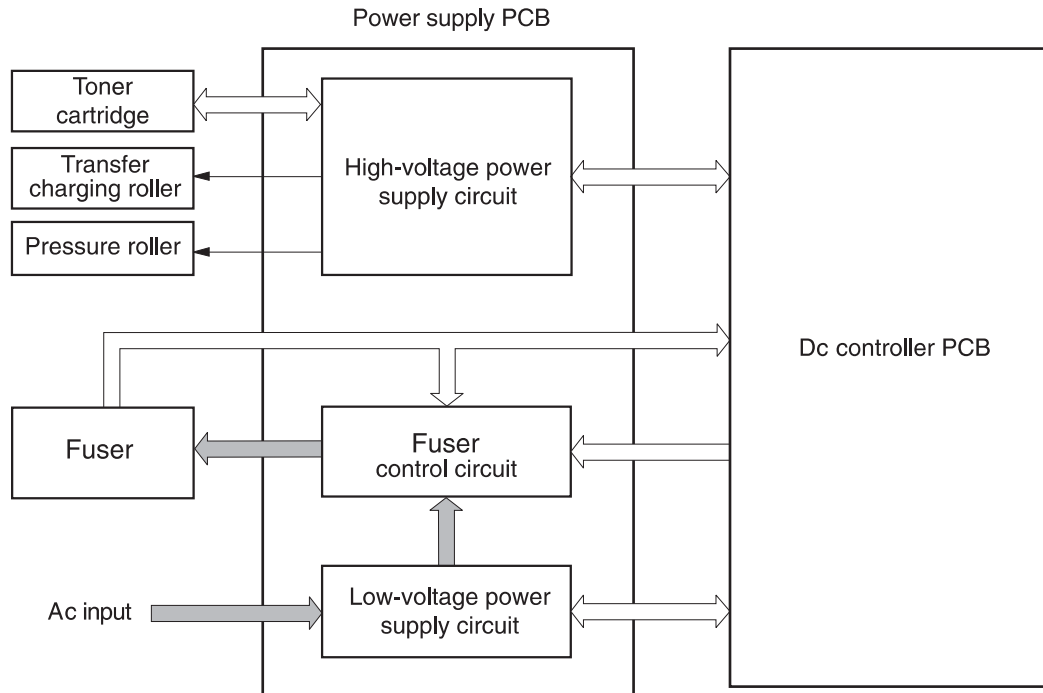 Power supply PCB
Toner
cartridge
Transfer
charging roller
Pressure roller
High-voltage power
supply circuit
Dc controller PCB
Fuser
Fuser
control circuit
Ac input
Low-voltage power
supply circuit